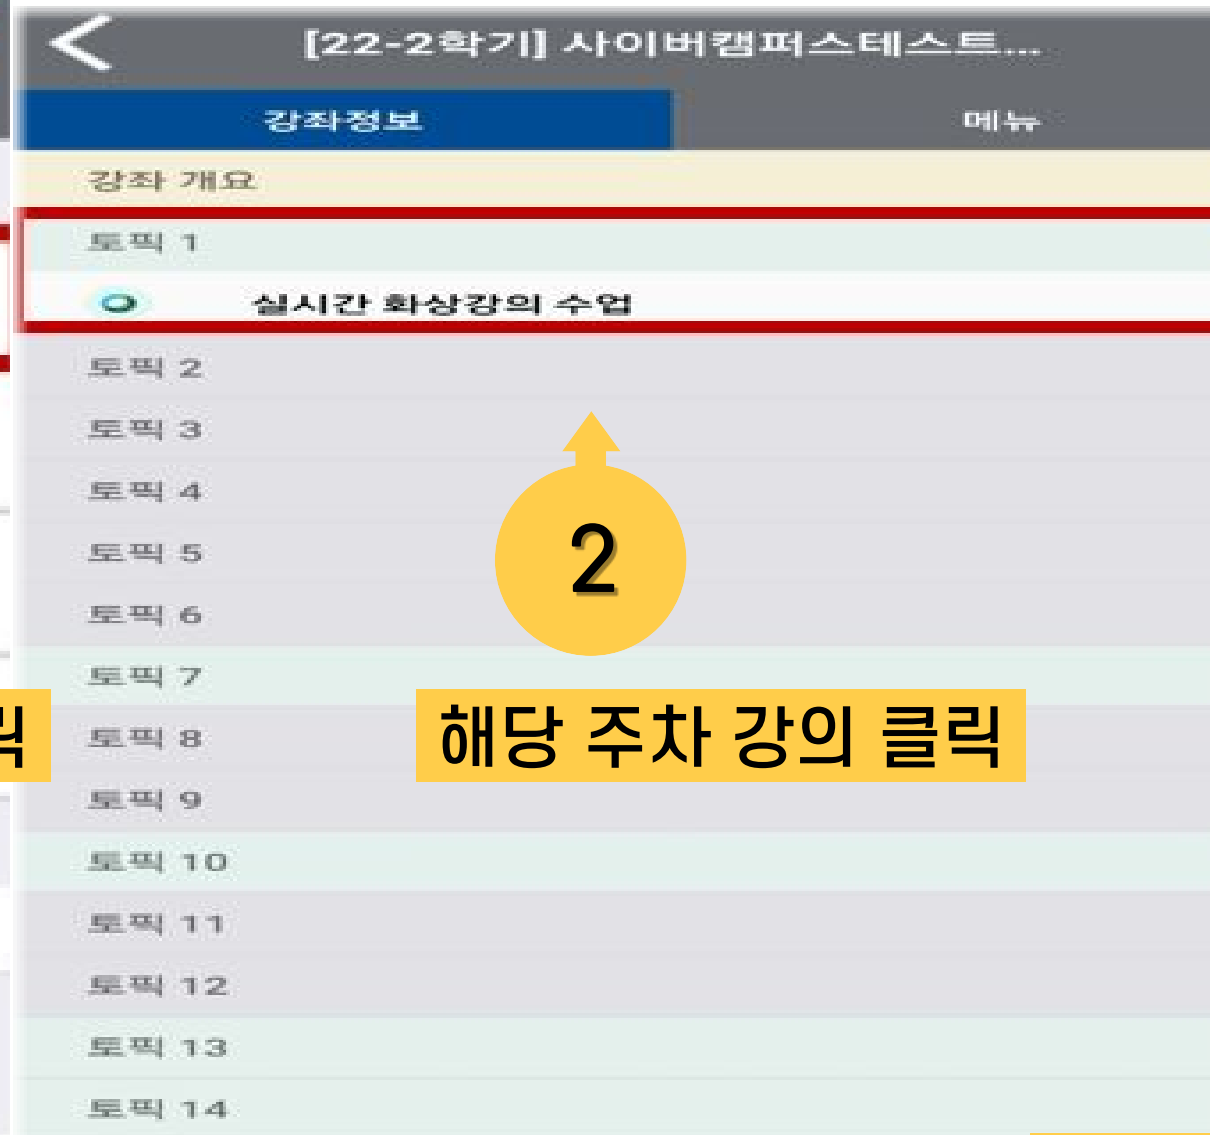 [22-2학기] 사이버캠퍼스테스트...
강좌정보 메뉴
강좌 개요
토픽 1
실시간 화상강의 수업
토픽 2
토픽 3
토픽 4
2
토픽 5
토픽 6
토픽 7
해당 주차 강의 클릭
토픽 8
토픽 9
토픽 10
토픽 11
토픽 12
토픽 13
토픽 14